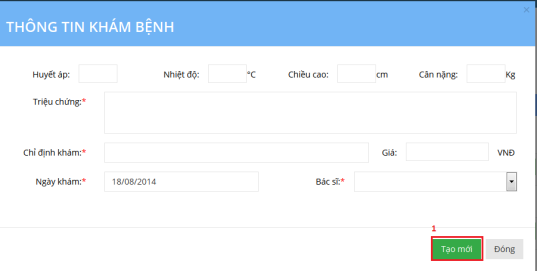 ×
THÔNG TIN KHÁM BỆNH
Huyết áp: Nhiệt độ: °C Chiều cao: cm Cân nặng: Kg
Triệu chứng:*
Chỉ định khám:* Giá: VNĐ
Ngày khám:* 18/08/2014 Bác sĩ:*
1
Tạo mới Đóng